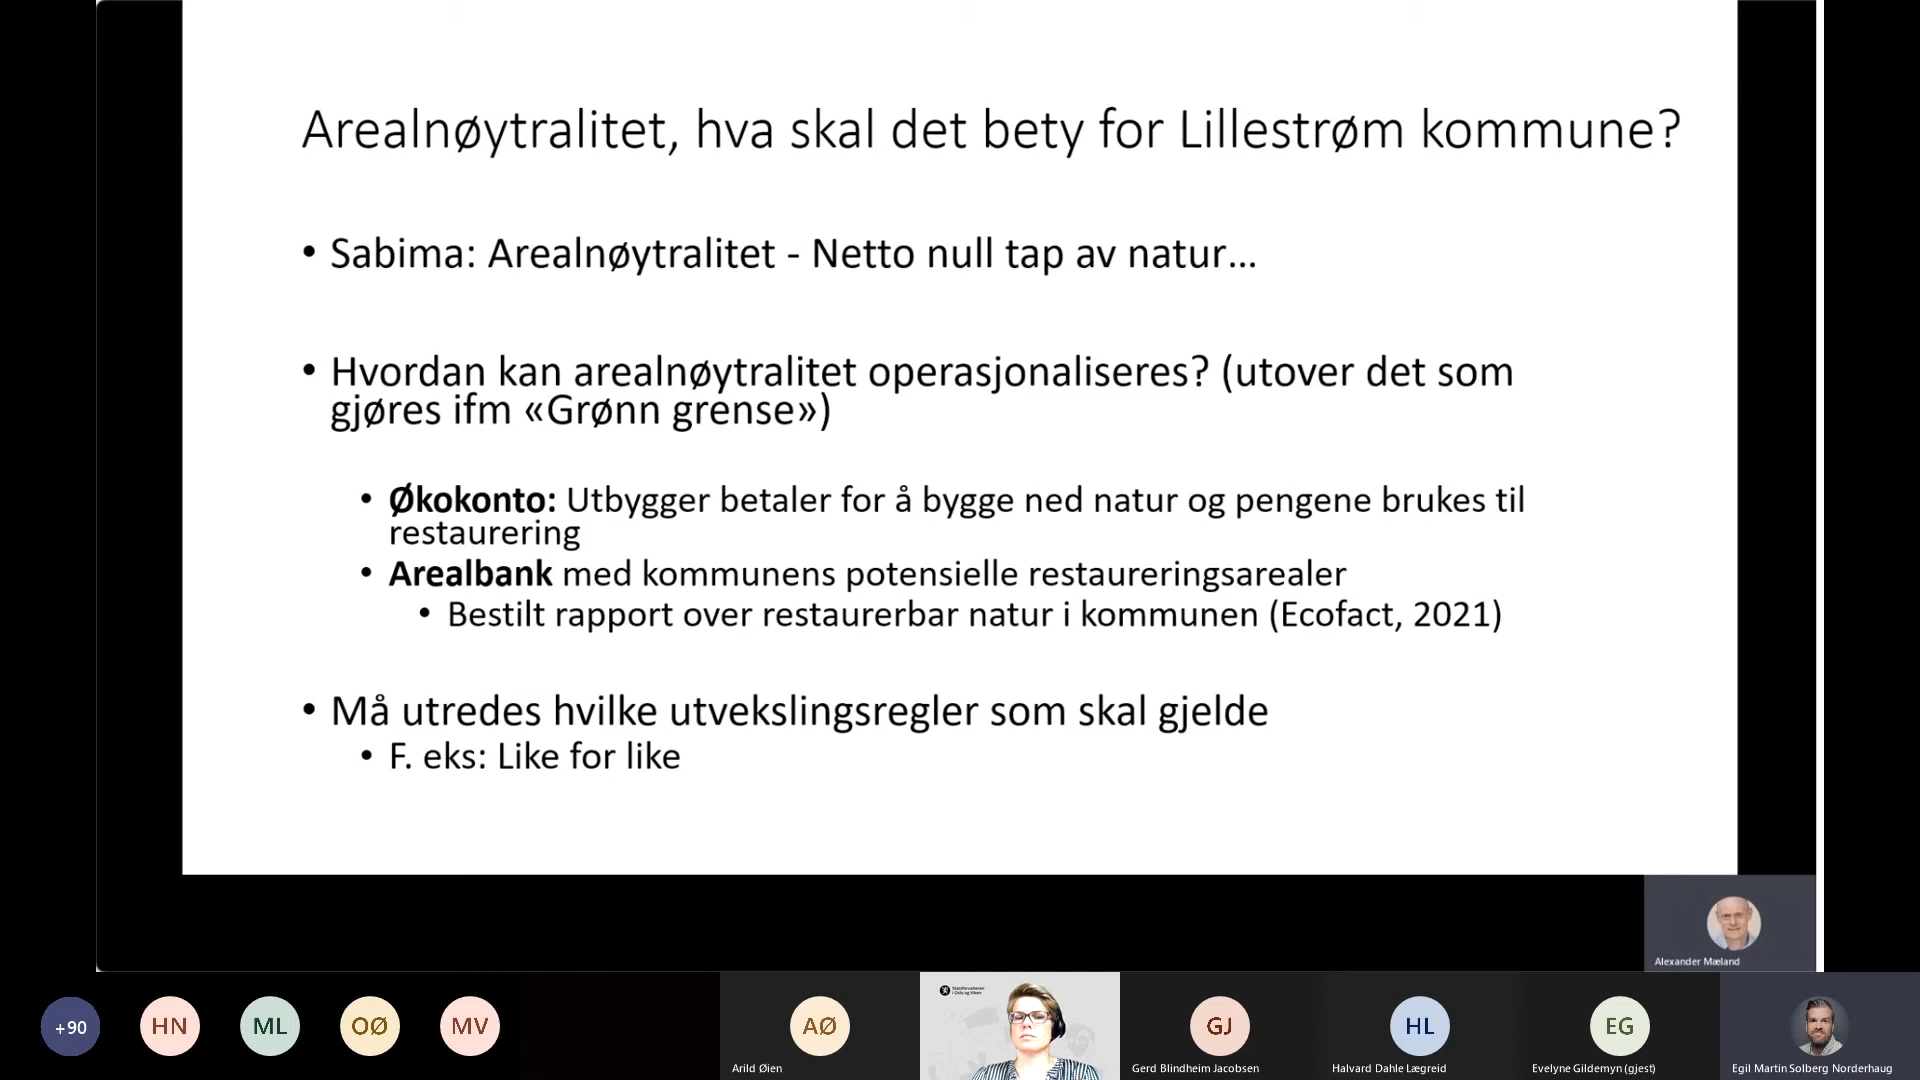 Arealnøytralitet, hva skal det bety for Lillestrøm kommune?
• Sabima: Arealnøytralitet - Netto null tap av natur...
• Hvordan kan arealnøytralitet operasjonaliseres? (utover det som
gjøres ifm «Grønn grense»)
• Økokonto: Utbygger betaler for å bygge ned natur og pengene brukes til
restaurering
• Arealbank med kommunens potensielle restaureringsarealer
• Bestilt rapport over restaurerbar natur i kommunen (Ecofact, 2021)
• Må utredes hvilke utvekslingsregler som skal gjelde
• F. eks: Like for like
Alexander Mæland
+90
HN
ML
OØ
MV
AØ
Arild Øien
Statsforvalteren
i Oslo og Viken
GJ
Gerd Blindheim Jacobsen
HL
Halvard Dahle Lægreid
EG
Evelyne Gildemyn (gjest)
Egil Martin Solberg Norderhaug